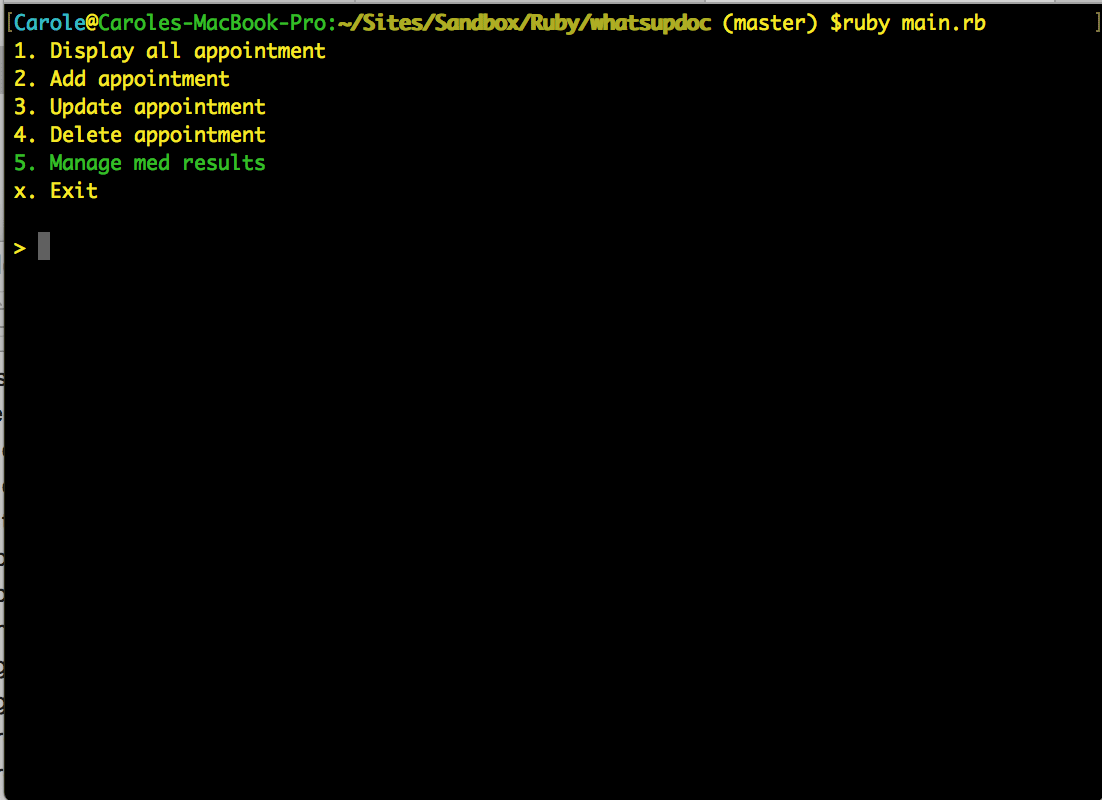 [Carole@Caroles-MacBook-Pro:~/Sites/Sandbox/Ruby/whatsupdoc (master) $ruby main.rb ]
1. Display all appointment
2. Add appointment
3. Update appointment
4. Delete appointment
5. Manage med results
x. Exit
>